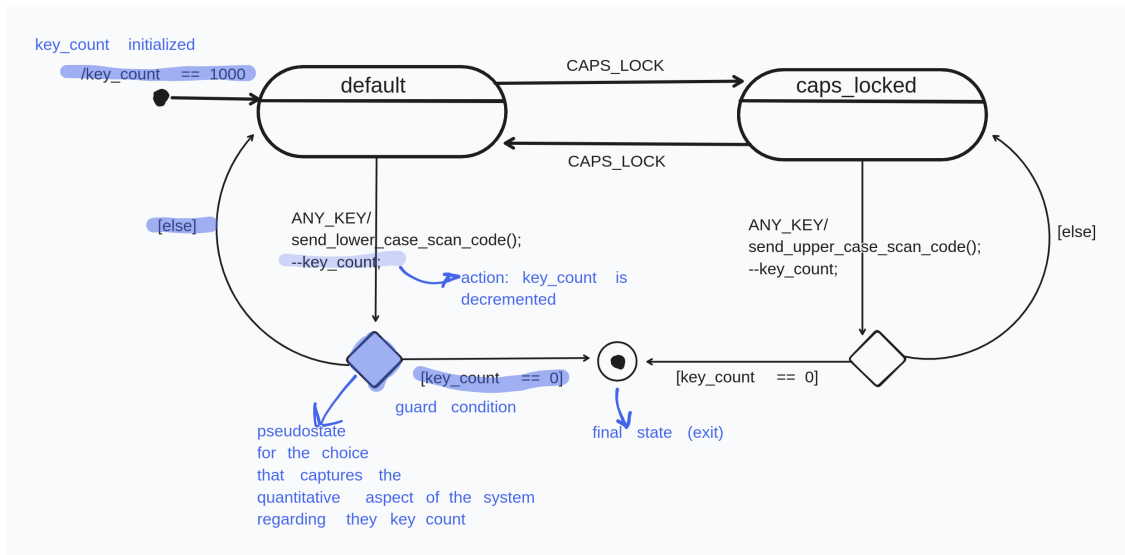 key_count initialized
/key_count == 1000
default
CAPS_LOCK
caps_locked
CAPS_LOCK
[else]
ANY_KEY/
send_lower_case_scan_code();
--key_count;
action: key_count is
decremented
ANY_KEY/
send_upper_case_scan_code();
--key_count;
[else]
[key_count == 0]
guard condition
[key_count == 0]
pseudostate
for the choice
that captures the
quantitative aspect of the system
regarding they key count
final state (exit)